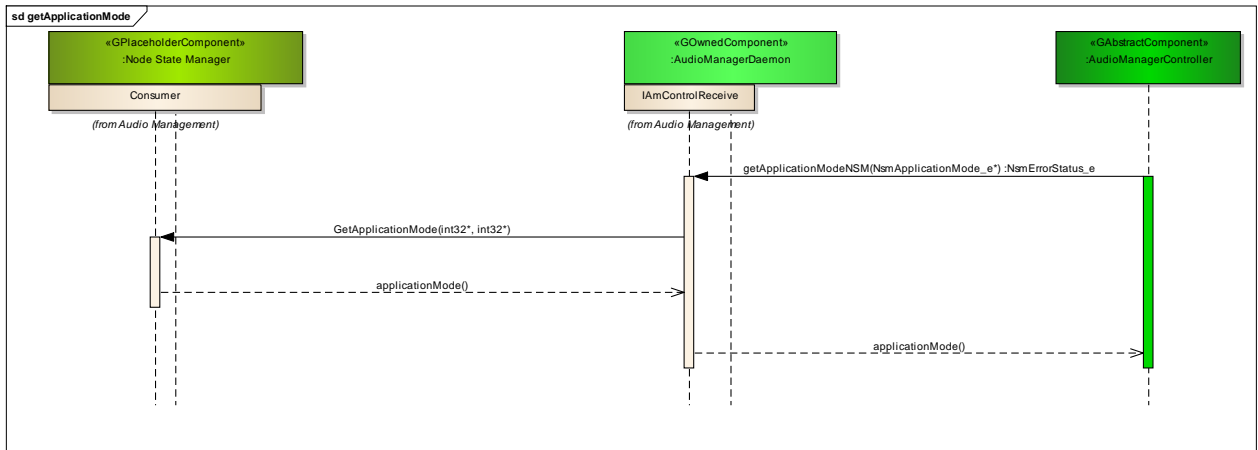 sd getApplicationMode
«GPlaceholderComponent»
:Node State Manager
Consumer
(from Audio Management)
«GOwnedComponent»
:AudioManagerDaemon
IAmControlReceive
(from Audio Management)
«GAbstractComponent»
:AudioManagerController
getApplicationModeNSM(NsmApplicationMode_e*) :NsmErrorStatus_e
GetApplicationMode(int32*, int32*)
applicationMode()
applicationMode()